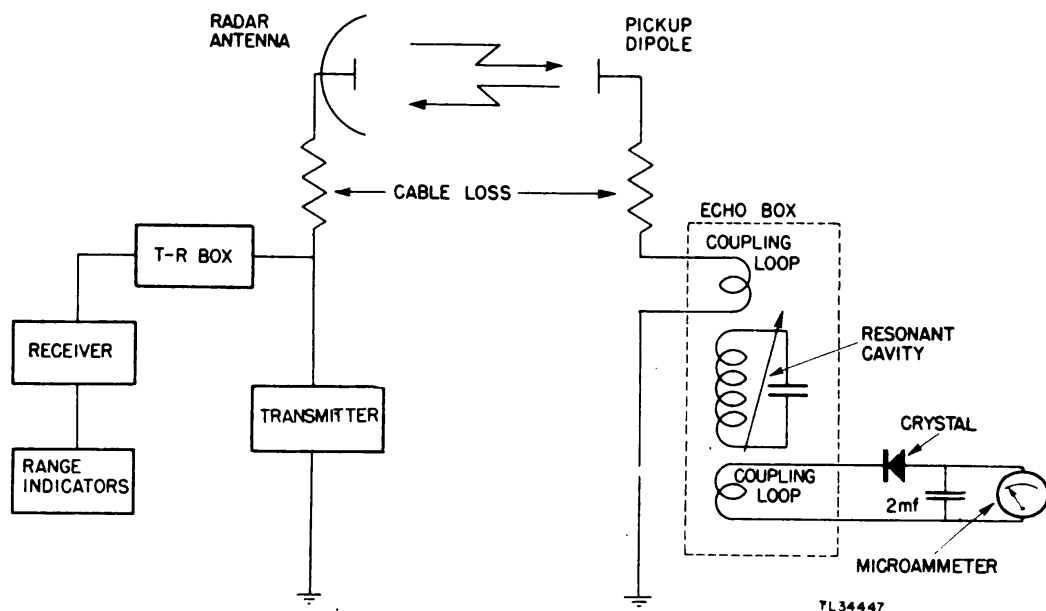 RADAR
ANTENNA
PICKUP
DIPOLE
CABLE LOSS
ECHO BOX
COUPLING
LOOP
T-R BOX
RECEIVER
RESONANT
CAVITY
TRANSMITTER
CRYSTAL
RANGE
INDICATORS
COUPLING
LOOP
2mf
MICROAMMETER
TL34447